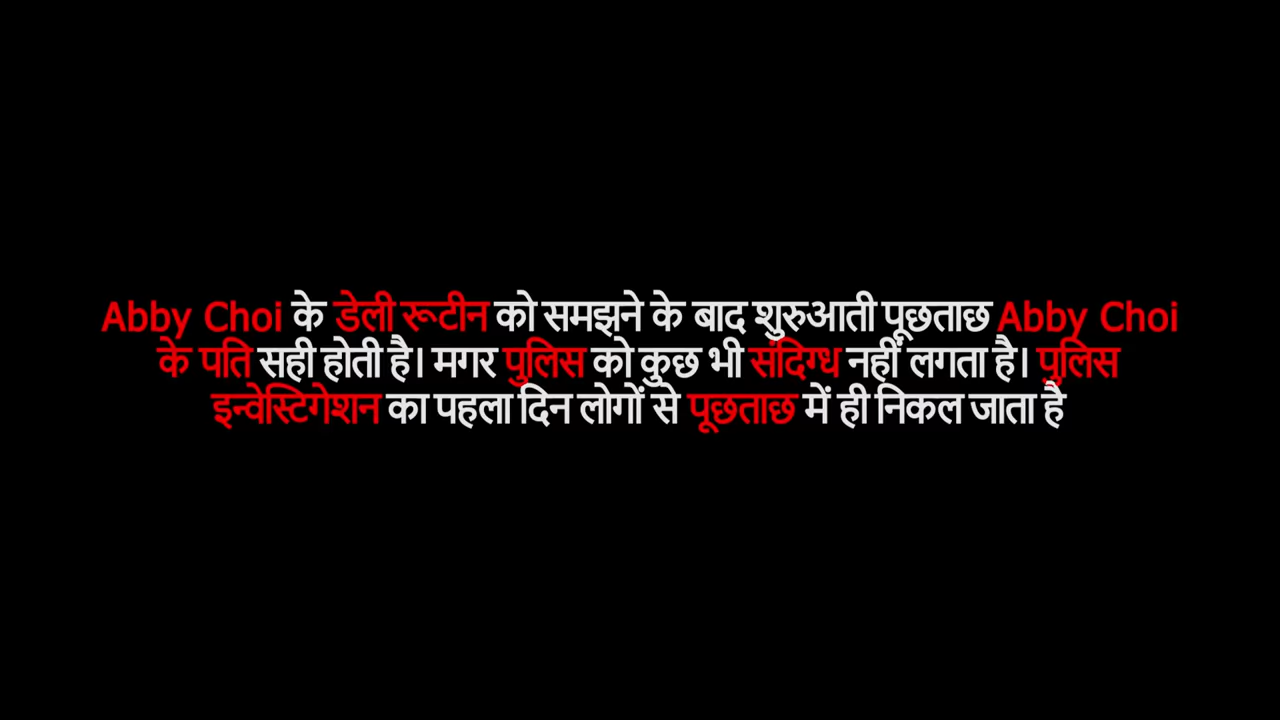 Abby Choi के डेली रूटीन को समझने के बाद शुरुआती पूछताछ Abby Choi
के पति सही होती है। मगर पुलिस को कुछ भी संदिग्ध नहीं लगता है। पुलिस
इन्वेस्टिगेशन का पहला दिन लोगों से पूछताछ में ही निकल जाता है